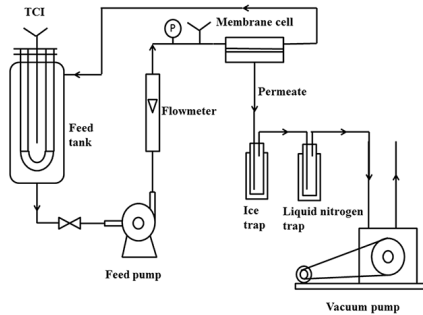 TCI
P
Membrane cell
Permeate
Flowmeter
Feed
tank
Ice
trap
Liquid nitrogen
trap
Feed pump
Vacuum pump